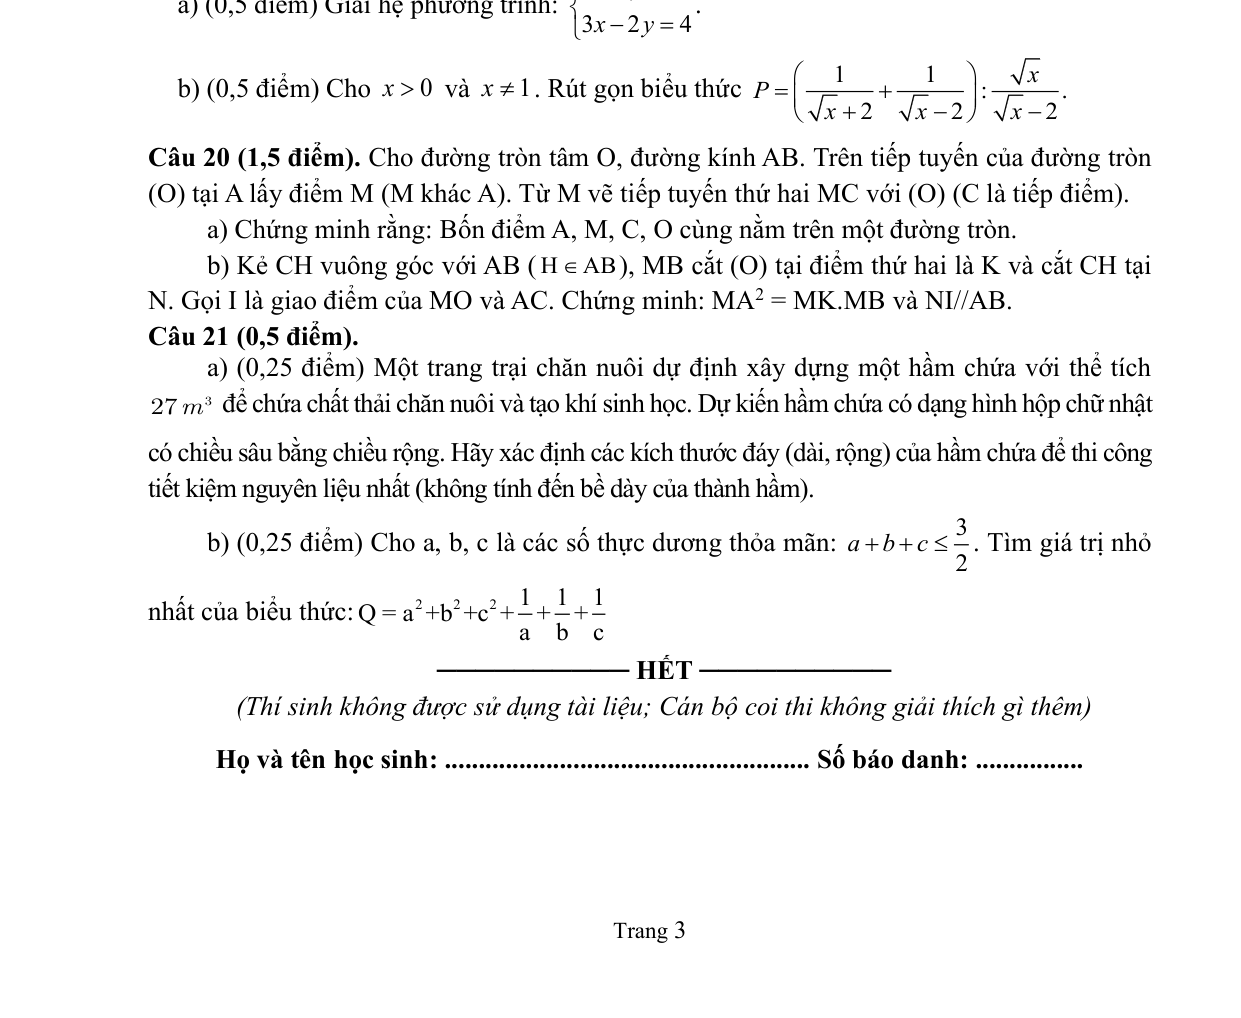 a) (0,5 điểm) Giải hệ phương trình: { 3x − 2y = 4 .
b) (0,5 điểm) Cho x > 0 và x ≠ 1. Rút gọn biểu thức P = (1/(√x + 2) + 1/(√x − 2)) : √x/(√x − 2).
Câu 20 (1,5 điểm). Cho đường tròn tâm O, đường kính AB. Trên tiếp tuyến của đường tròn
(O) tại A lấy điểm M (M khác A). Từ M vẽ tiếp tuyến thứ hai MC với (O) (C là tiếp điểm).
a) Chứng minh rằng: Bốn điểm A, M, C, O cùng nằm trên một đường tròn.
b) Kẻ CH vuông góc với AB ( H ∈ AB ), MB cắt (O) tại điểm thứ hai là K và cắt CH tại
N. Gọi I là giao điểm của MO và AC. Chứng minh: MA² = MK.MB và NI//AB.
Câu 21 (0,5 điểm).
a) (0,25 điểm) Một trang trại chăn nuôi dự định xây dựng một hầm chứa với thể tích
27 m³ để chứa chất thải chăn nuôi và tạo khí sinh học. Dự kiến hầm chứa có dạng hình hộp chữ nhật
có chiều sâu bằng chiều rộng. Hãy xác định các kích thước đáy (dài, rộng) của hầm chứa để thi công
tiết kiệm nguyên liệu nhất (không tính đến bề dày của thành hầm).
b) (0,25 điểm) Cho a, b, c là các số thực dương thỏa mãn: a + b + c ≤ 3/2. Tìm giá trị nhỏ
nhất của biểu thức: Q = a²+b²+c²+1/a+1/b+1/c
HẾT
(Thí sinh không được sử dụng tài liệu; Cán bộ coi thi không giải thích gì thêm)
Họ và tên học sinh: ...................................................... Số báo danh: ................
Trang 3